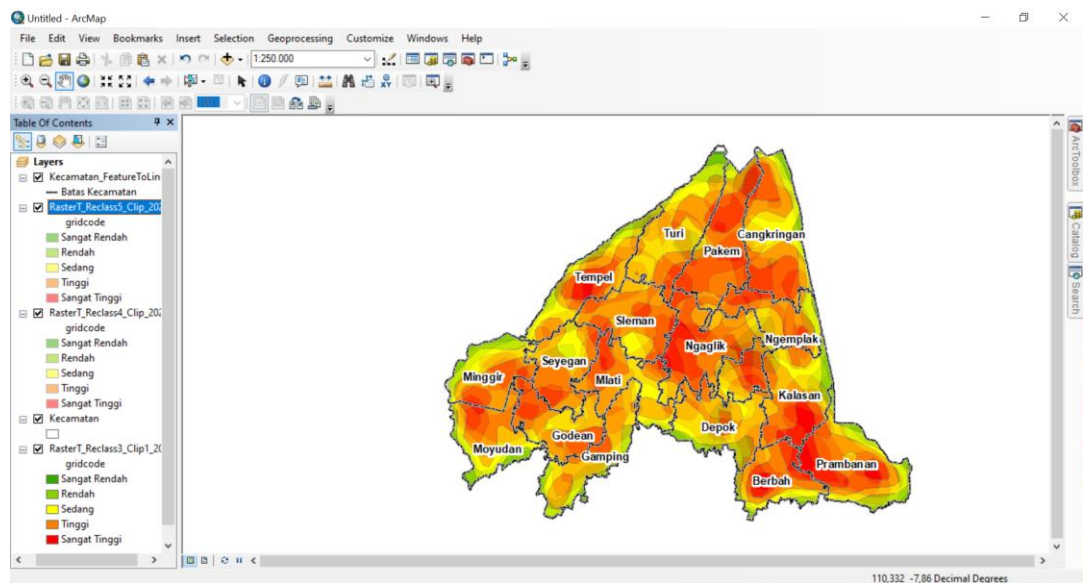 Untitled - ArcMap
File Edit View Bookmarks Insert Selection Geoprocessing Customize Windows Help
1:250.000
Table Of Contents
Layers
Kecamatan_FeatureToLin
Batas Kecamatan
RasterT_Reclass5_Clip_202
gridcode
Sangat Rendah
Rendah
Sedang
Tinggi
Sangat Tinggi
RasterT_Reclass4_Clip_202
gridcode
Sangat Rendah
Rendah
Sedang
Tinggi
Sangat Tinggi
Kecamatan
RasterT_Reclass3_Clip1_20
gridcode
Sangat Rendah
Rendah
Sedang
Tinggi
Sangat Tinggi
Turi
Cangkringan
Pakem
Tempel
Sleman
Ngaglik
Ngemplak
Seyegan
Minggir
Mlati
Kalasan
Depok
Godean
Moyudan
Gamping
Prambanan
Berbah
ArcToolbox
Catalog
Search
110,332 -7,86 Decimal Degrees